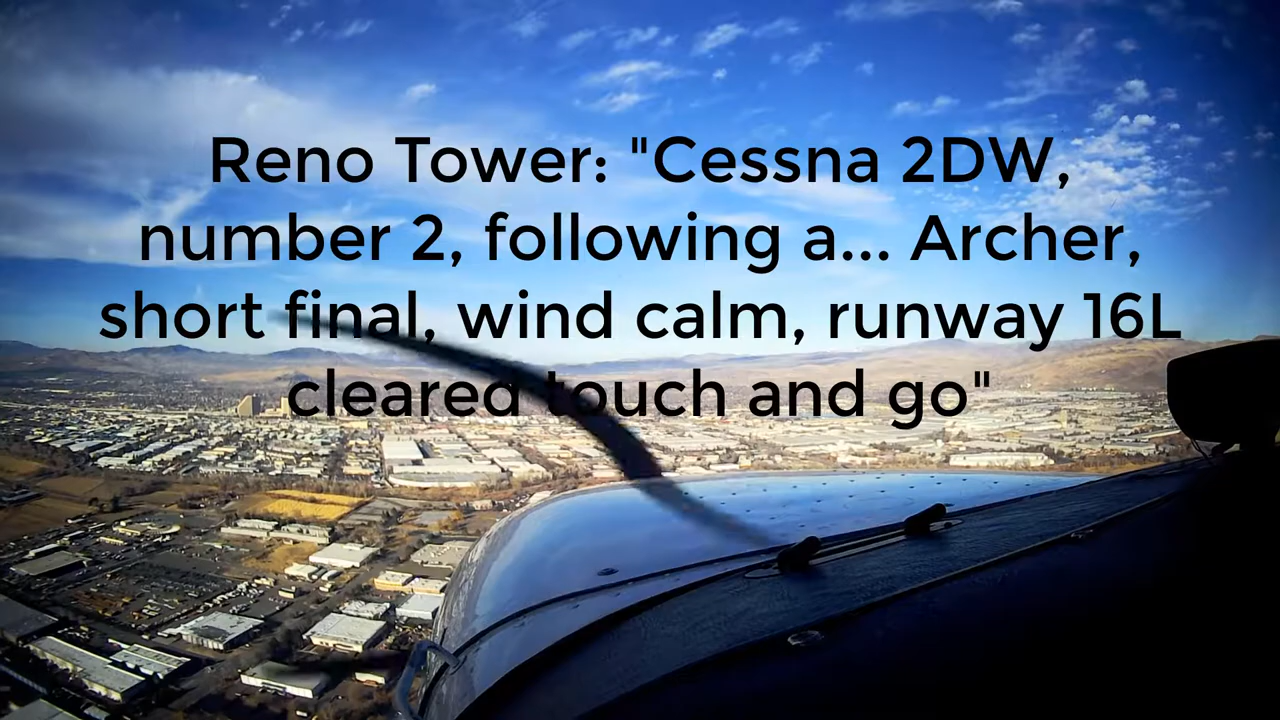 Reno Tower: "Cessna 2DW,
number 2, following a... Archer,
short final, wind calm, runway 16L
cleared touch and go"